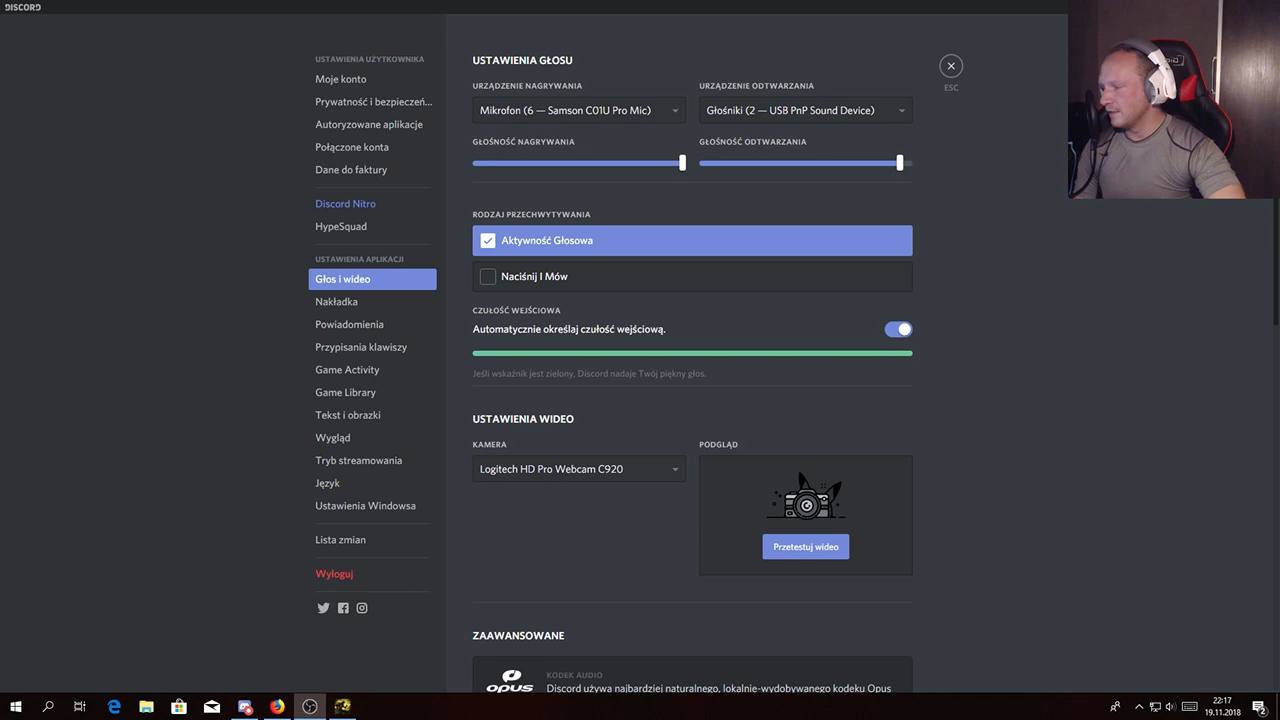 DISCORD
USTAWIENIA UŻYTKOWNIKA
Moje konto
Prywatność i bezpieczeń...
Autoryzowane aplikacje
Połączone konta
Dane do faktury
Discord Nitro
HypeSquad
USTAWIENIA APLIKACJI
Głos i wideo
Nakładka
Powiadomienia
Przypisania klawiszy
Game Activity
Game Library
Tekst i obrazki
Wygląd
Tryb streamowania
Język
Ustawienia Windowsa
Lista zmian
Wyloguj
USTAWIENIA GŁOSU
URZĄDZENIE NAGRYWANIA
Mikrofon (6 — Samson C01U Pro Mic)
URZĄDZENIE ODTWARZANIA
Głośniki (2 — USB PnP Sound Device)
GŁOŚNOŚĆ NAGRYWANIA
GŁOŚNOŚĆ ODTWARZANIA
RODZAJ PRZECHWYTYWANIA
Aktywność Głosowa
Naciśnij I Mów
CZUŁOŚĆ WEJŚCIOWA
Automatycznie określaj czułość wejściową.
Jeśli wskaźnik jest zielony, Discord nadaje Twój piękny głos.
USTAWIENIA WIDEO
KAMERA
Logitech HD Pro Webcam C920
PODGLĄD
Przetestuj wideo
ZAAWANSOWANE
opus
KODEK AUDIO
Discord używa najbardziej naturalnego, lokalnie-wydobywanego kodeku Opus
ESC
22:17
19.11.2018
2